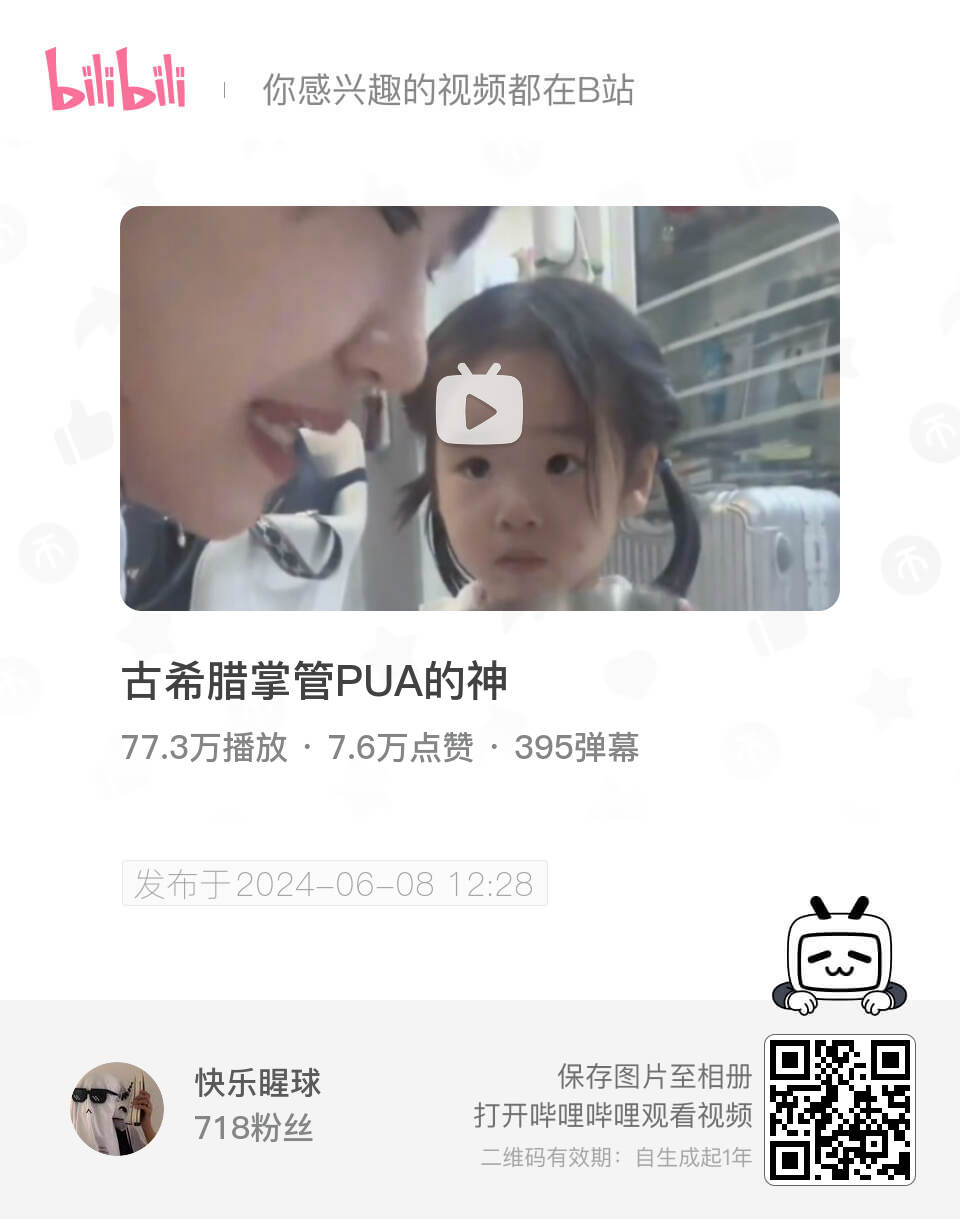 bilibili
你感兴趣的视频都在B站
古希腊掌管PUA的神
77.3万播放 · 7.6万点赞 · 395弹幕
发布于2024-06-08 12:28
快乐睲球
718粉丝
保存图片至相册
打开哔哩哔哩观看视频
二维码有效期：自生成起1年